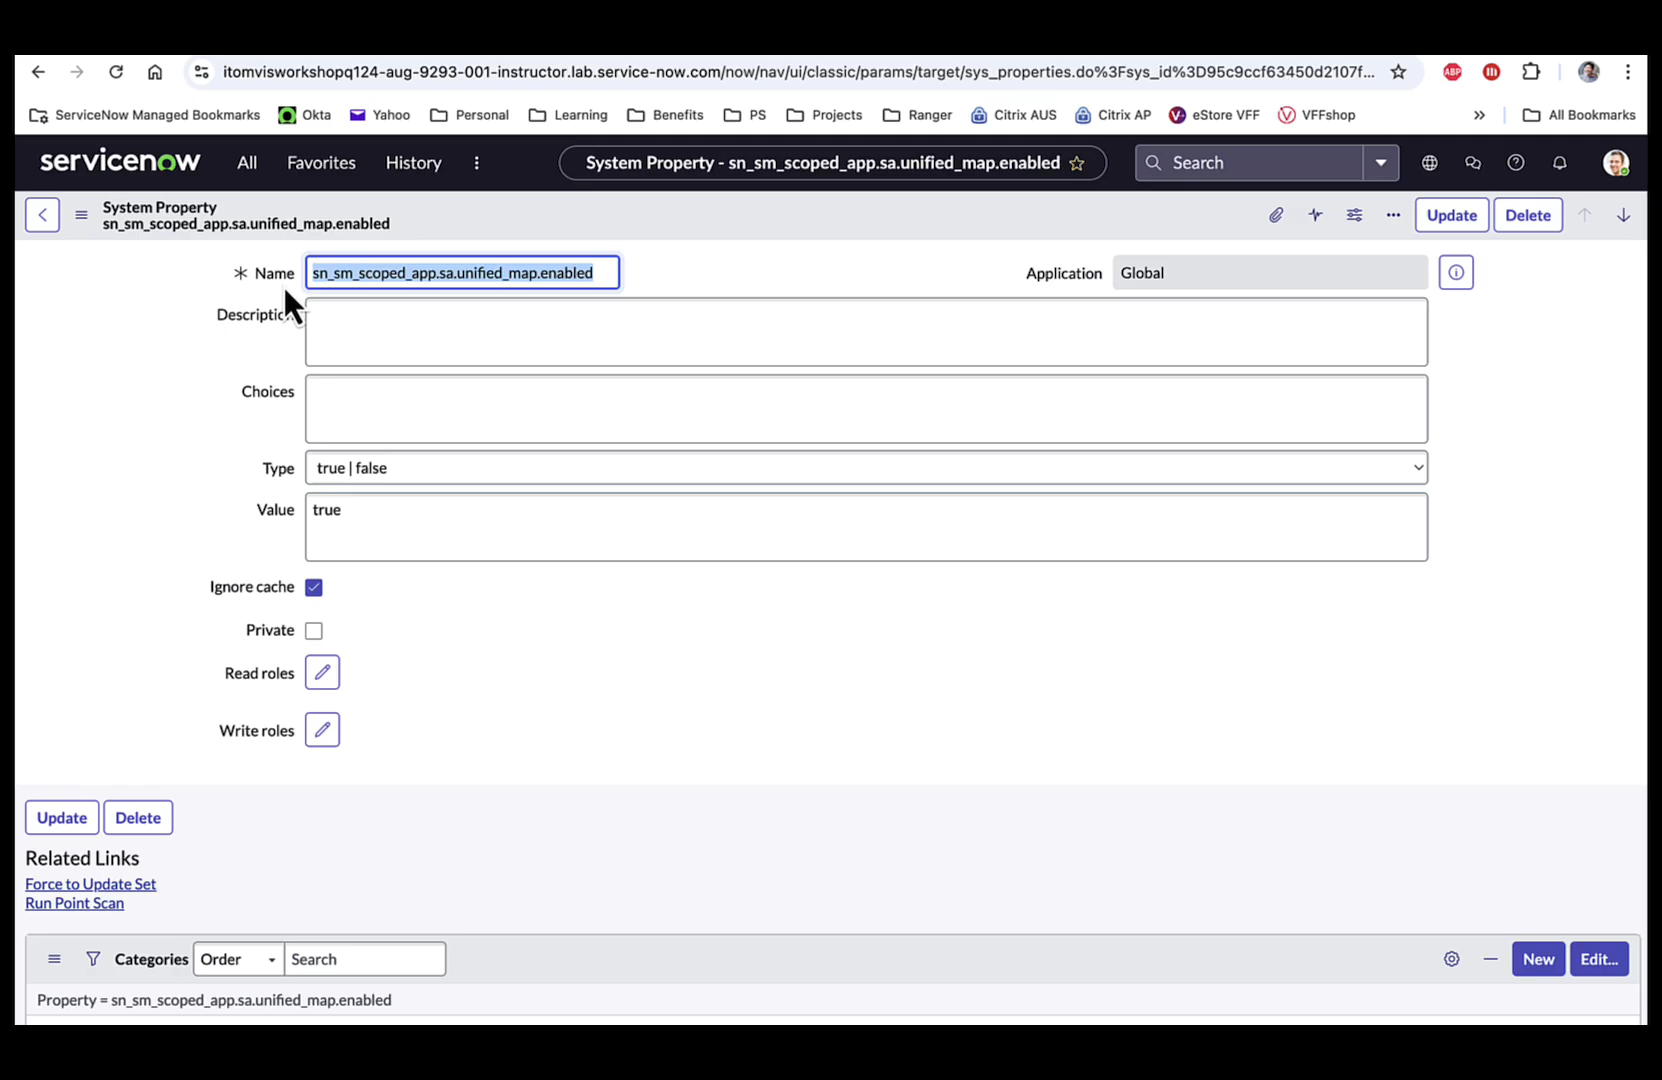 itomvisworkshopq124-aug-9293-001-instructor.lab.service-now.com/now/nav/ui/classic/params/target/sys_properties.do%3Fsys_id%3D95c9ccf63450d2107f...
ABP
ServiceNow Managed Bookmarks Okta Yahoo Personal Learning Benefits PS Projects Ranger Citrix AUS Citrix AP eStore VFF VFFshop » All Bookmarks
servicenow All Favorites History System Property - sn_sm_scoped_app.sa.unified_map.enabled Search
System Property
sn_sm_scoped_app.sa.unified_map.enabled
Update Delete
* Name sn_sm_scoped_app.sa.unified_map.enabled Application Global
Description
Choices
Type true | false
Value true
Ignore cache
Private
Read roles
Write roles
Update Delete
Related Links
Force to Update Set
Run Point Scan
Categories Order Search New Edit...
Property = sn_sm_scoped_app.sa.unified_map.enabled